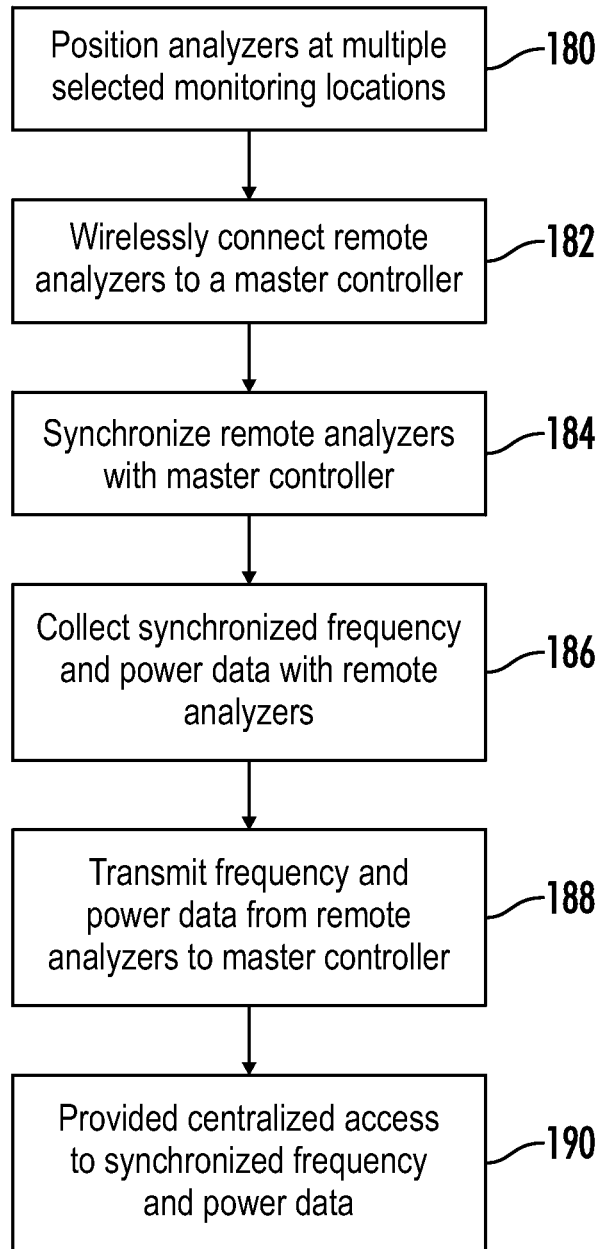 Position analyzers at multiple
selected monitoring locations
180
Wirelessly connect remote
analyzers to a master controller
182
Synchronize remote analyzers
with master controller
184
Collect synchronized frequency
and power data with remote
analyzers
186
Transmit frequency and
power data from remote
analyzers to master controller
188
Provided centralized access
to synchronized frequency
and power data
190